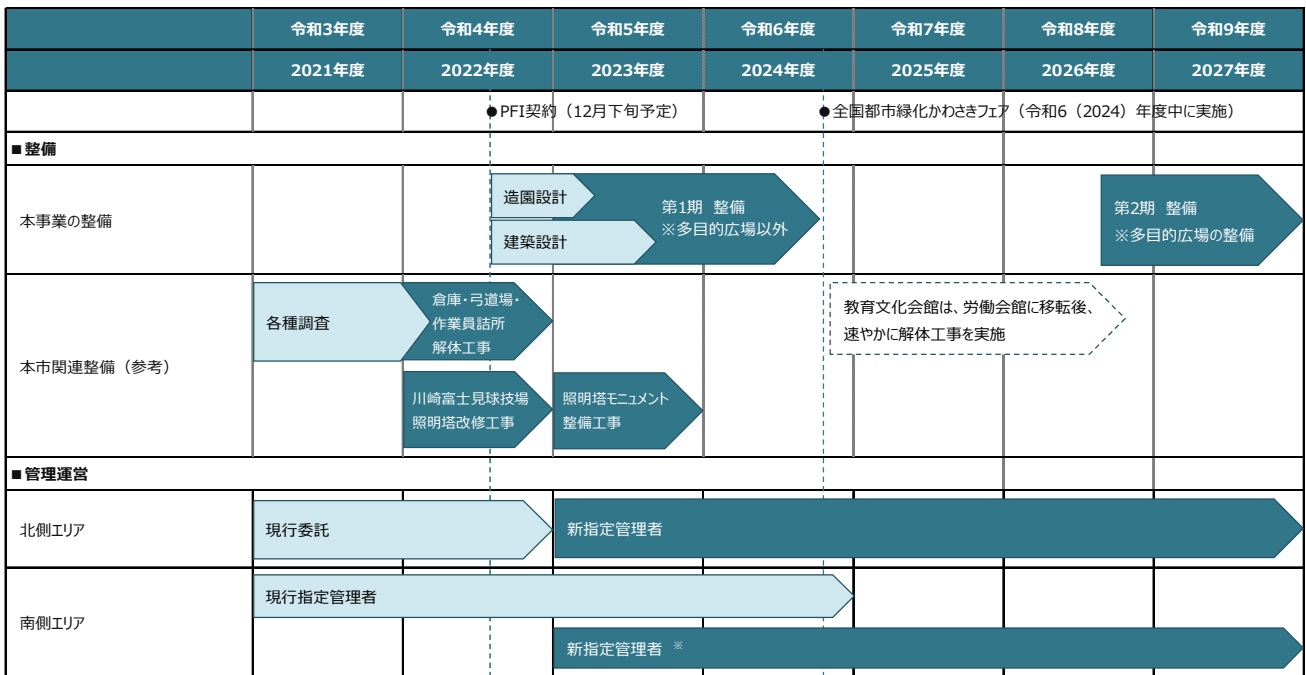 令和3年度 令和4年度 令和5年度 令和6年度 令和7年度 令和8年度 令和9年度
2021年度 2022年度 2023年度 2024年度 2025年度 2026年度 2027年度
●PFI契約（12月下旬予定） ●全国都市緑化かわさきフェア（令和6（2024）年度中に実施）
■整備
本事業の整備
造園設計
建築設計
第1期 整備
※多目的広場以外
第2期 整備
※多目的広場の整備
本市関連整備（参考）
各種調査
倉庫・弓道場・
作業員詰所
解体工事
教育文化会館は、労働会館に移転後、
速やかに解体工事を実施
川崎富士見球技場
照明塔改修工事
照明塔モニュメント
整備工事
■管理運営
北側エリア
現行委託
新指定管理者
南側エリア
現行指定管理者
新指定管理者 ※